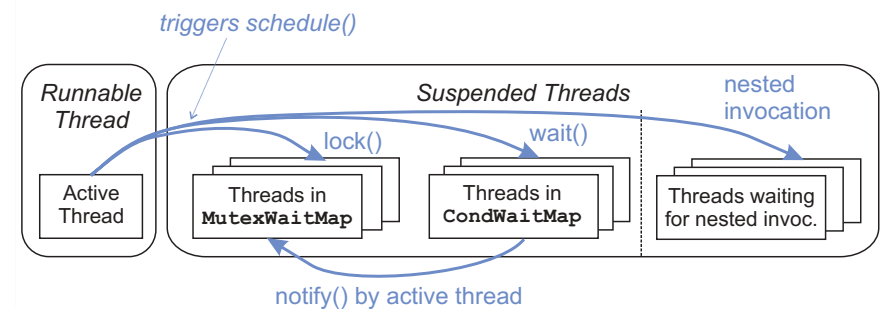 triggers schedule()
Runnable
Thread
Suspended Threads
nested
invocation
lock()
wait()
Active
Thread
Threads in
MutexWaitMap
Threads in
CondWaitMap
Threads waiting
for nested invoc.
notify() by active thread